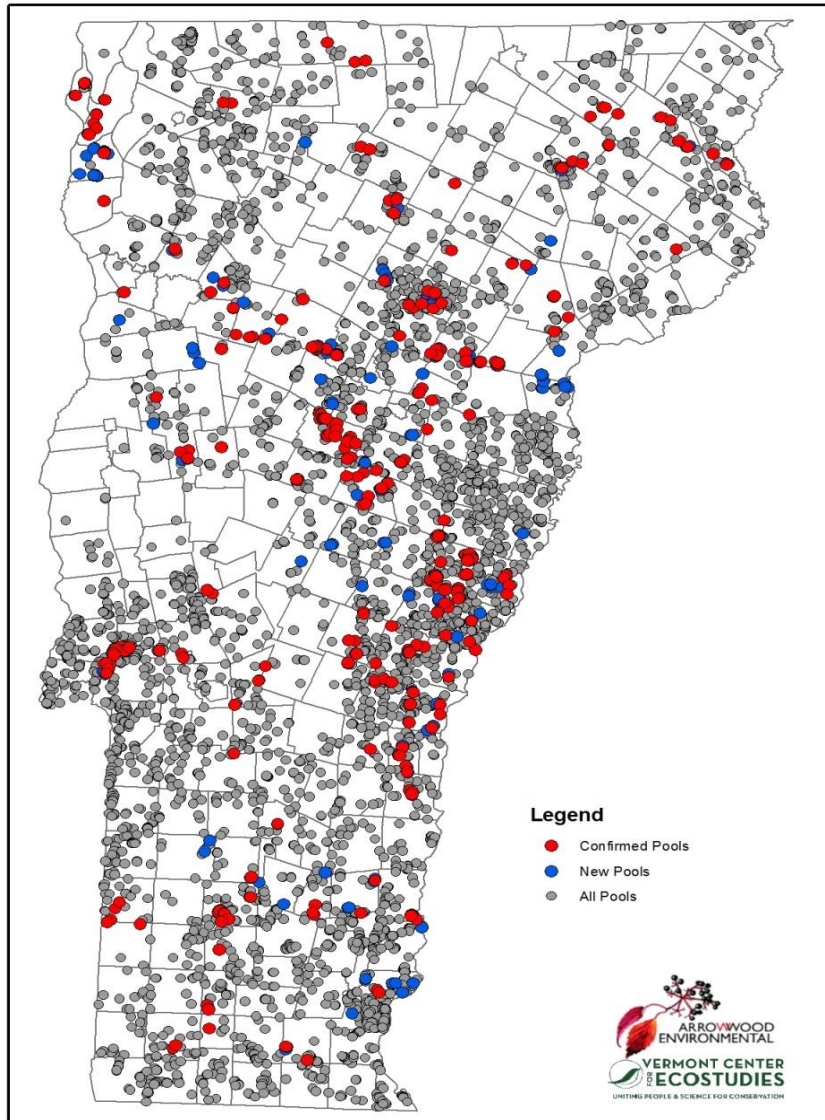 Legend
Confirmed Pools
New Pools
All Pools
ARROWWOOD
ENVIRONMENTAL
VERMONT CENTER
FOR ECOSTUDIES
UNITING PEOPLE & SCIENCE FOR CONSERVATION